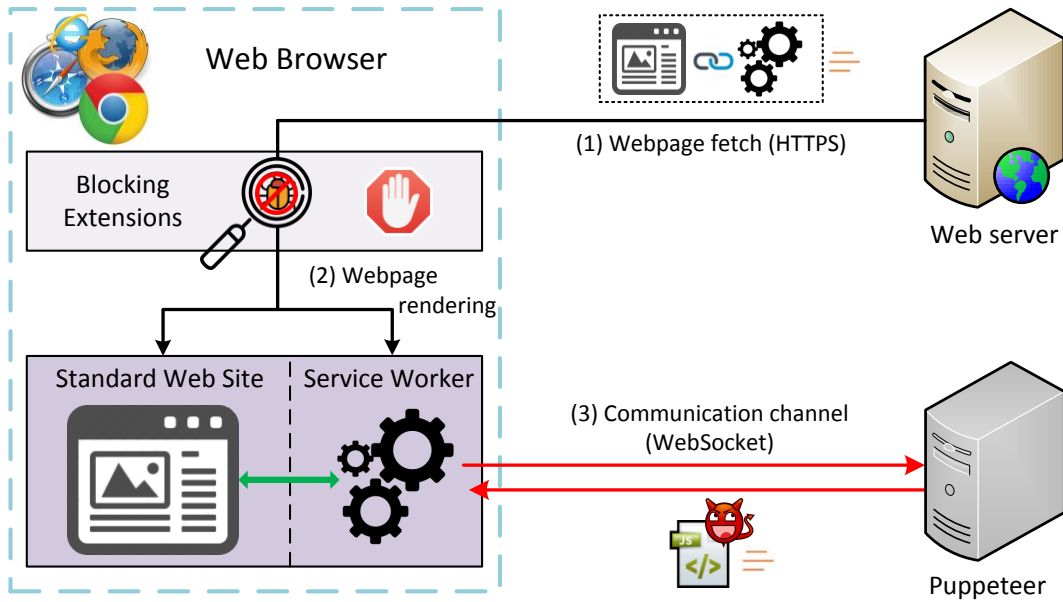 Web Browser
(1) Webpage fetch (HTTPS)
Web server
Blocking
Extensions
(2) Webpage
rendering
Standard Web Site
Service Worker
(3) Communication channel
(WebSocket)
JS
</>
Puppeteer